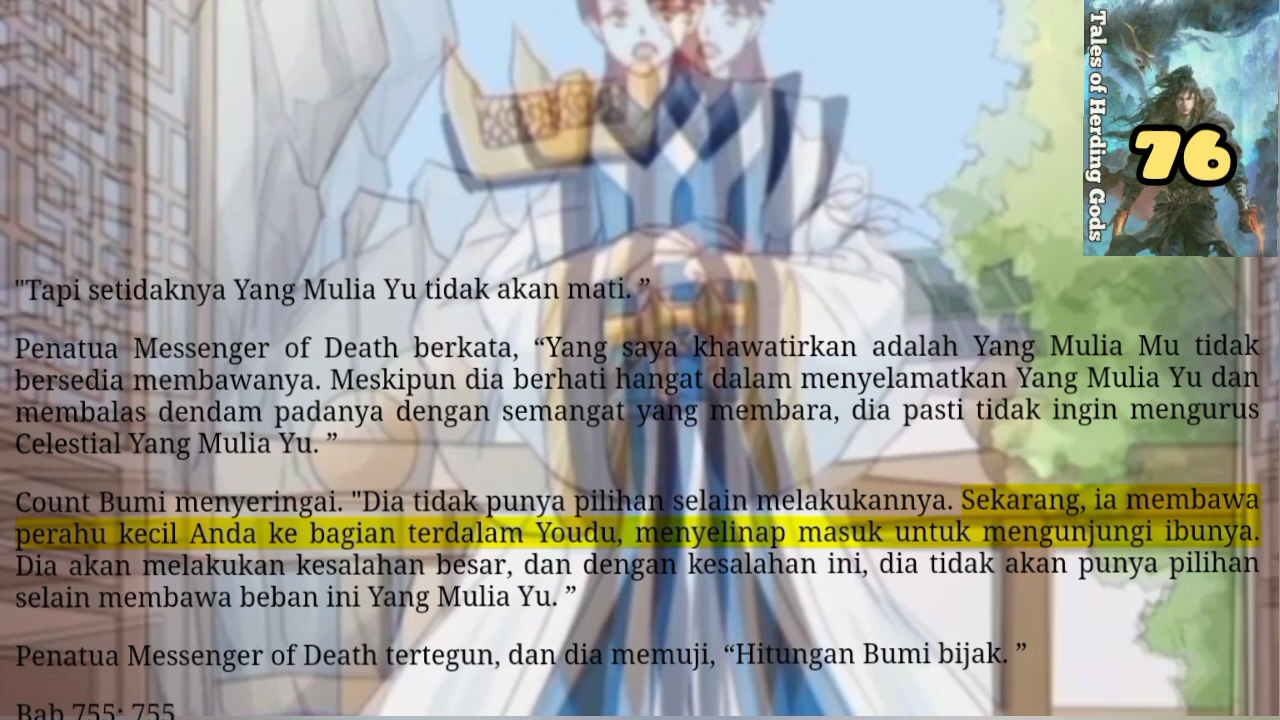 Tales of Herding Gods
76
"Tapi setidaknya Yang Mulia Yu tidak akan mati. ”
Penatua Messenger of Death berkata, “Yang saya khawatirkan adalah Yang Mulia Mu tidak
bersedia membawanya. Meskipun dia berhati hangat dalam menyelamatkan Yang Mulia Yu dan
membalas dendam padanya dengan semangat yang membara, dia pasti tidak ingin mengurus
Celestial Yang Mulia Yu. ”
Count Bumi menyeringai. "Dia tidak punya pilihan selain melakukannya. Sekarang, ia membawa
perahu kecil Anda ke bagian terdalam Youdu, menyelinap masuk untuk mengunjungi ibunya.
Dia akan melakukan kesalahan besar, dan dengan kesalahan ini, dia tidak akan punya pilihan
selain membawa beban ini Yang Mulia Yu. ”
Penatua Messenger of Death tertegun, dan dia memuji, “Hitungan Bumi bijak. ”
Bab 755: 755